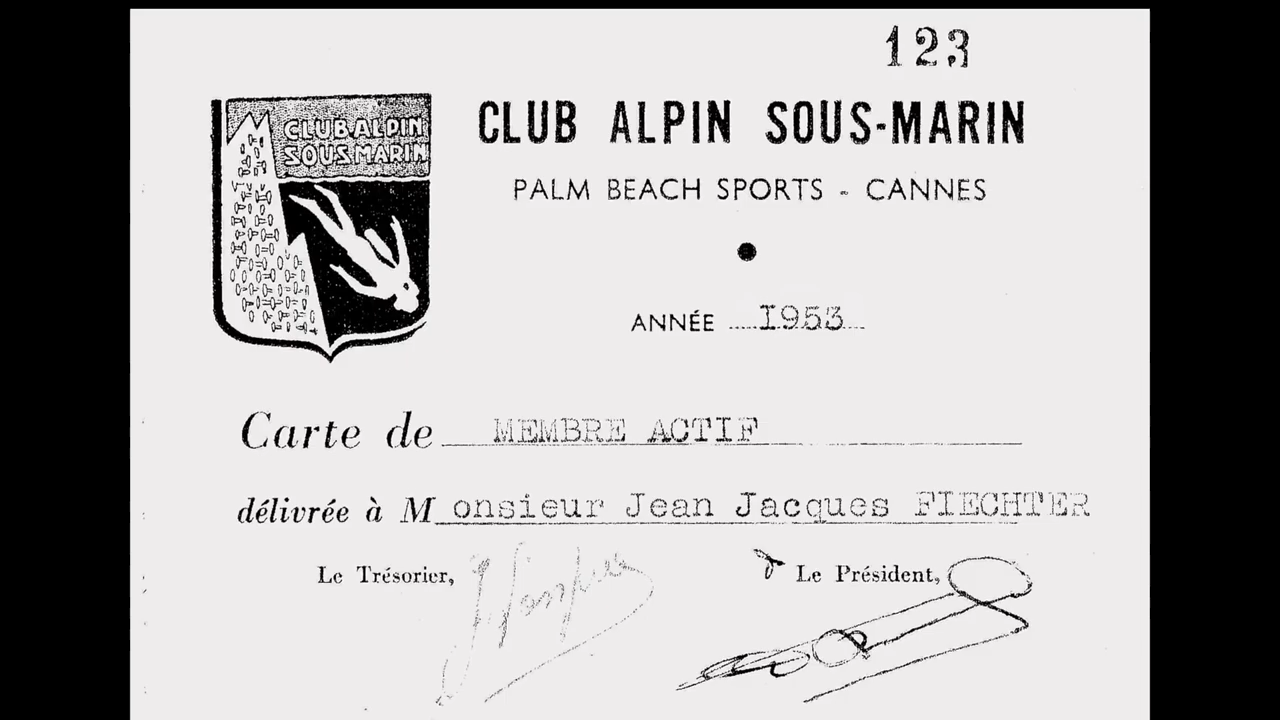 123
CLUB ALPIN
SOUS MARIN
CLUB ALPIN SOUS-MARIN
PALM BEACH SPORTS - CANNES
ANNÉE 1953
Carte de MEMBRE ACTIF
délivrée à Monsieur Jean Jacques FIECHTER
Le Trésorier,
Le Président,